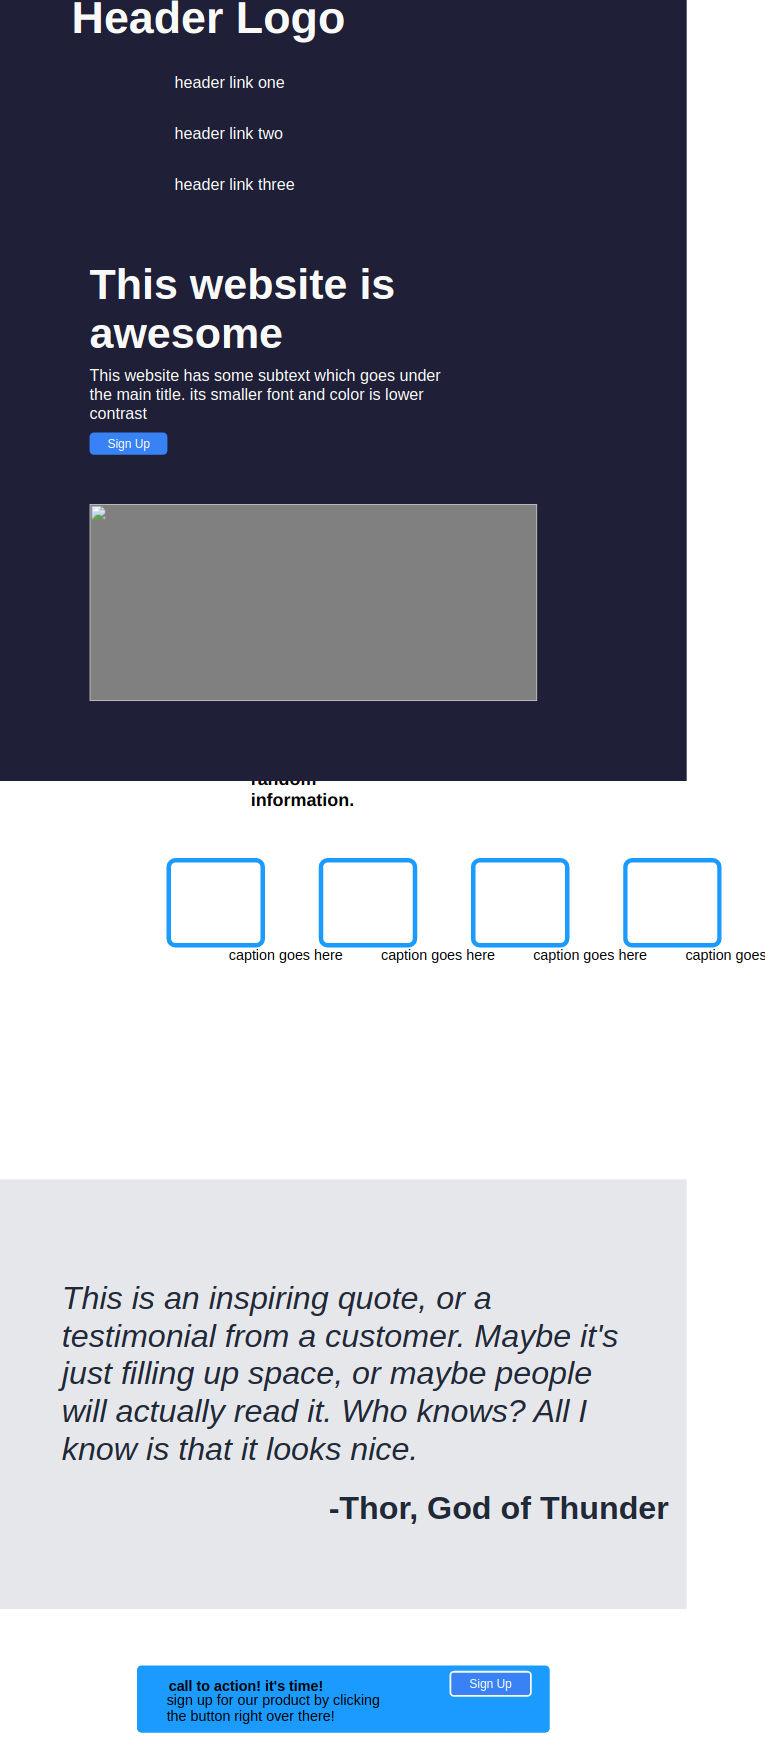 Header Logo
header link one
header link two
header link three
This website is
awesome
This website has some subtext which goes under
the main title. its smaller font and color is lower
contrast
Sign Up
random
information.
caption goes here caption goes here caption goes here caption goes
This is an inspiring quote, or a
testimonial from a customer. Maybe it's
just filling up space, or maybe people
will actually read it. Who knows? All I
know is that it looks nice.
-Thor, God of Thunder
call to action! it's time!
Sign Up
sign up for our product by clicking
the button right over there!